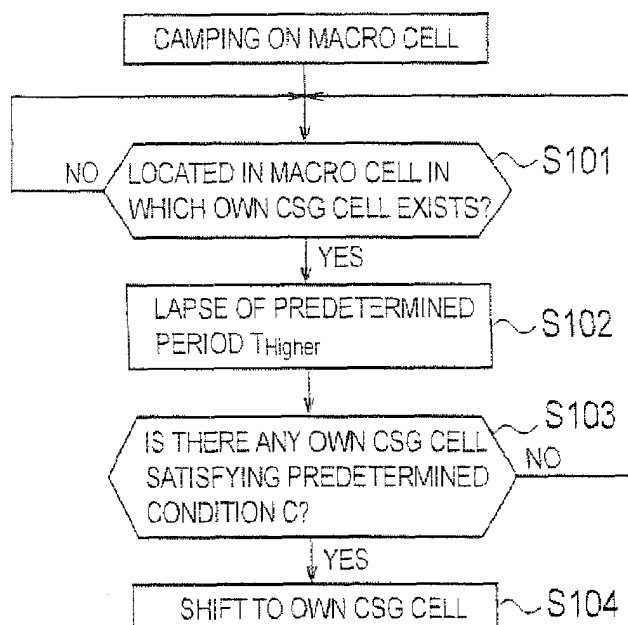 CAMPING ON MACRO CELL
NO
LOCATED IN MACRO CELL IN
WHICH OWN CSG CELL EXISTS?
S101
YES
LAPSE OF PREDETERMINED
PERIOD THigher
S102
IS THERE ANY OWN CSG CELL
SATISFYING PREDETERMINED
CONDITION C?
S103
NO
YES
SHIFT TO OWN CSG CELL
S104